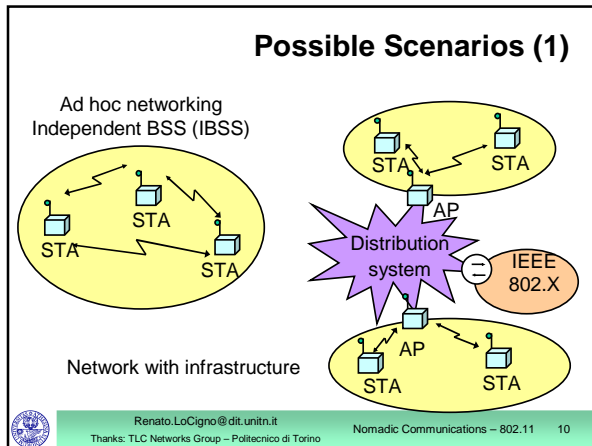 Possible Scenarios (1)
Ad hoc networking
Independent BSS (IBSS)
STA
STA
STA
STA
STA
AP
Distribution
system
IEEE
802.X
AP
STA
STA
Network with infrastructure
Renato.LoCigno@dit.unitn.it
Thanks: TLC Networks Group – Politecnico di Torino
Nomadic Communications – 802.11 10